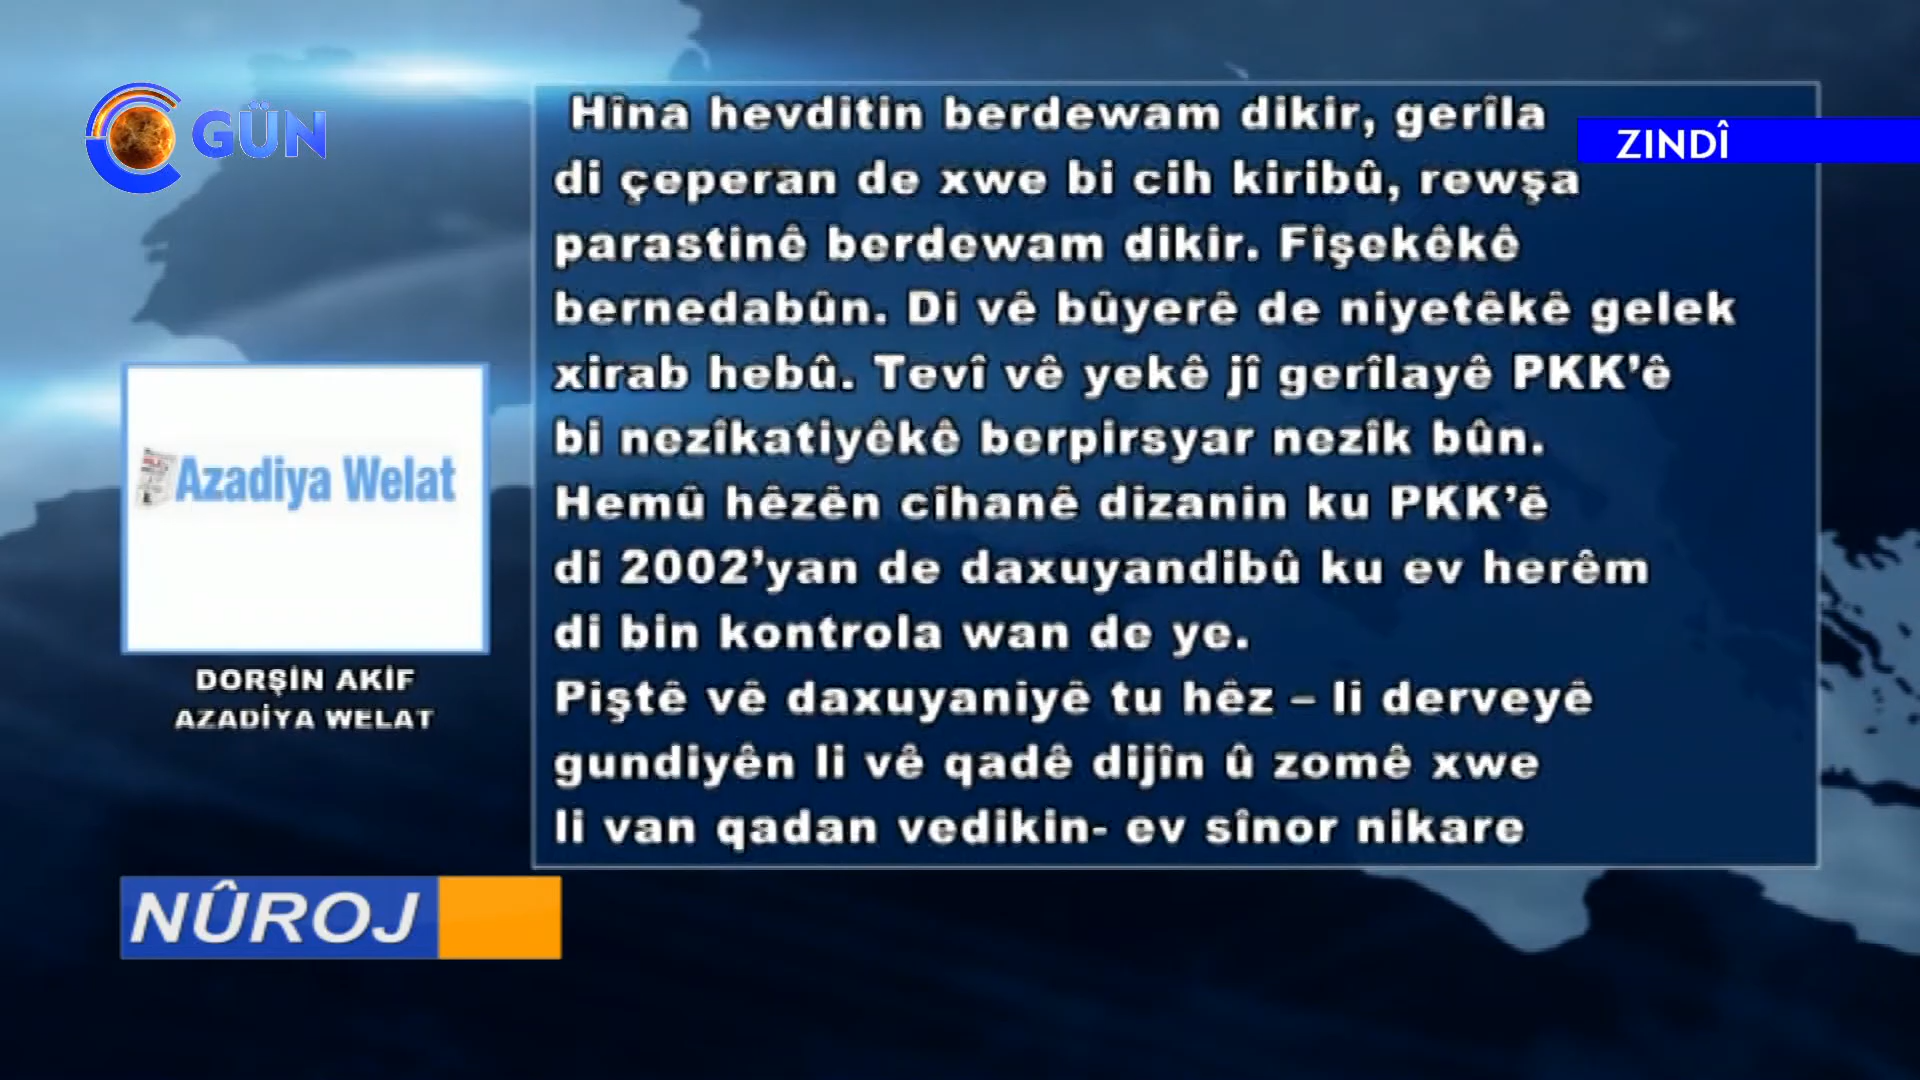 GÜN
ZINDÎ
Hîna hevditin berdewam dikir, gerîla
di çeperan de xwe bi cih kiribû, rewşa
parastinê berdewam dikir. Fîşekêkê
bernedabûn. Di vê bûyerê de niyetêkê gelek
xirab hebû. Tevî vê yekê jî gerîlayê PKK’ê
bi nezîkatiyêkê berpirsyar nezîk bûn.
Hemû hêzên cîhanê dizanin ku PKK’ê
di 2002’yan de daxuyandibû ku ev herêm
di bin kontrola wan de ye.
Piştê vê daxuyaniyê tu hêz – li derveyê
gundiyên li vê qadê dijîn û zomê xwe
li van qadan vedikin- ev sînor nikare
Azadiya Welat
DORŞİN AKİF
AZADİYA WELAT
NÛROJ